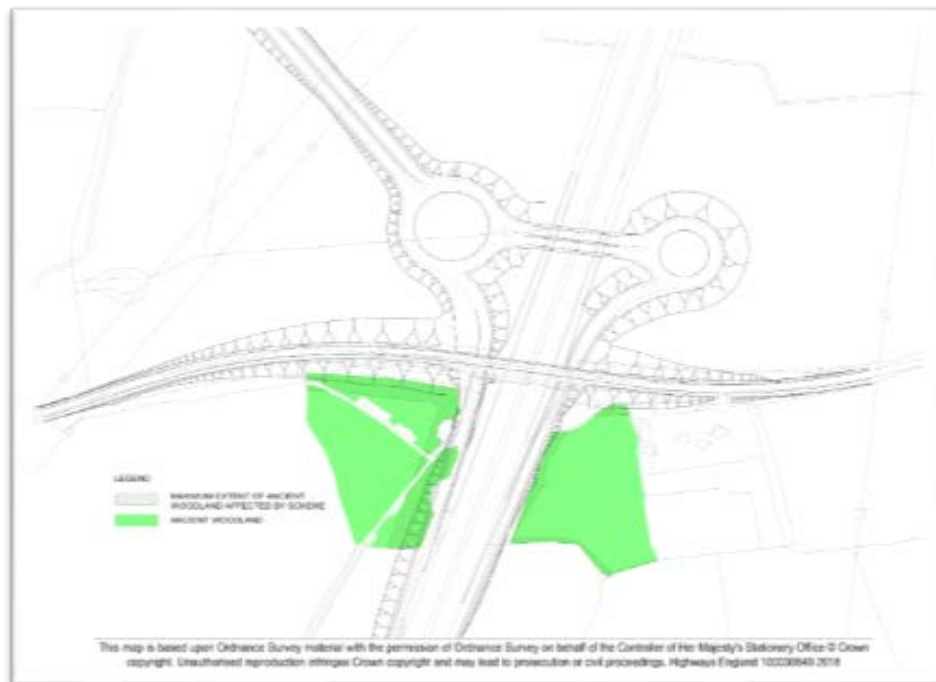 LEGEND
MAXIMUM EXTENT OF ANCIENT
WOODLAND AFFECTED BY SCHEME
ANCIENT WOODLAND
This map is based upon Ordnance Survey material with the permission of Ordnance Survey on behalf of the Controller of Her Majesty's Stationery Office © Crown
copyright. Unauthorised reproduction infringes Crown copyright and may lead to prosecution or civil proceedings. Highways England 100030649 2018